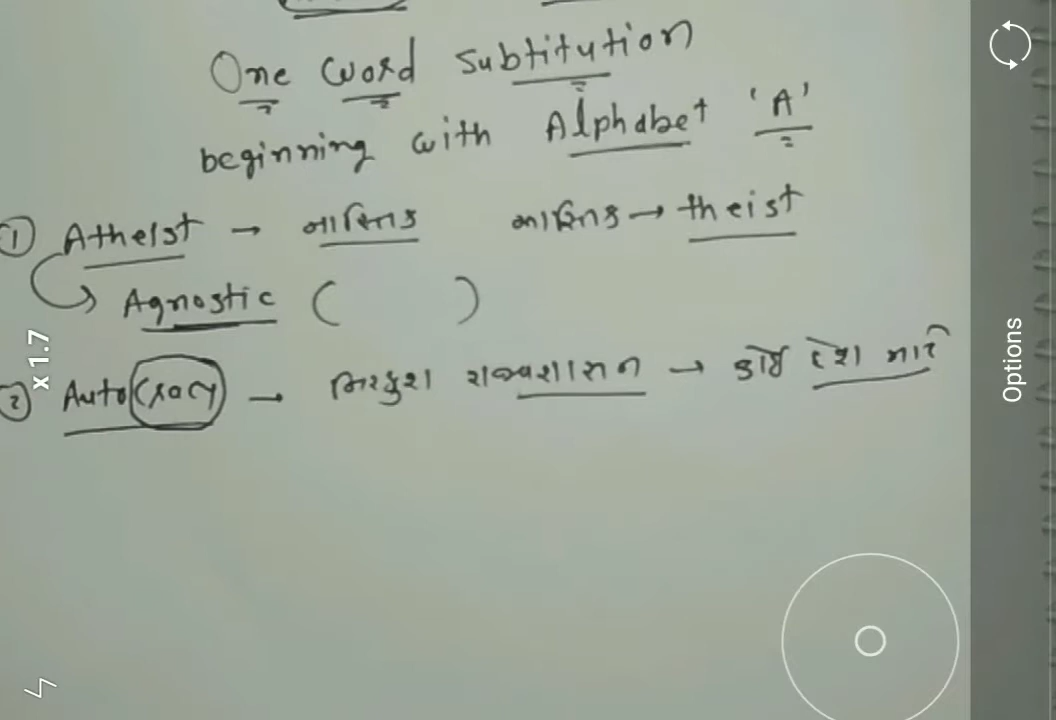 One word subtitution
beginning with Alphabet 'A'
① Atheist → નાસ્તિક આસ્તિક → theist
Agnostic ( )
② Autocracy → નિરંકુશ રાજ્યશાસન → કોઈ દેશ માટે
x 1.7
Options